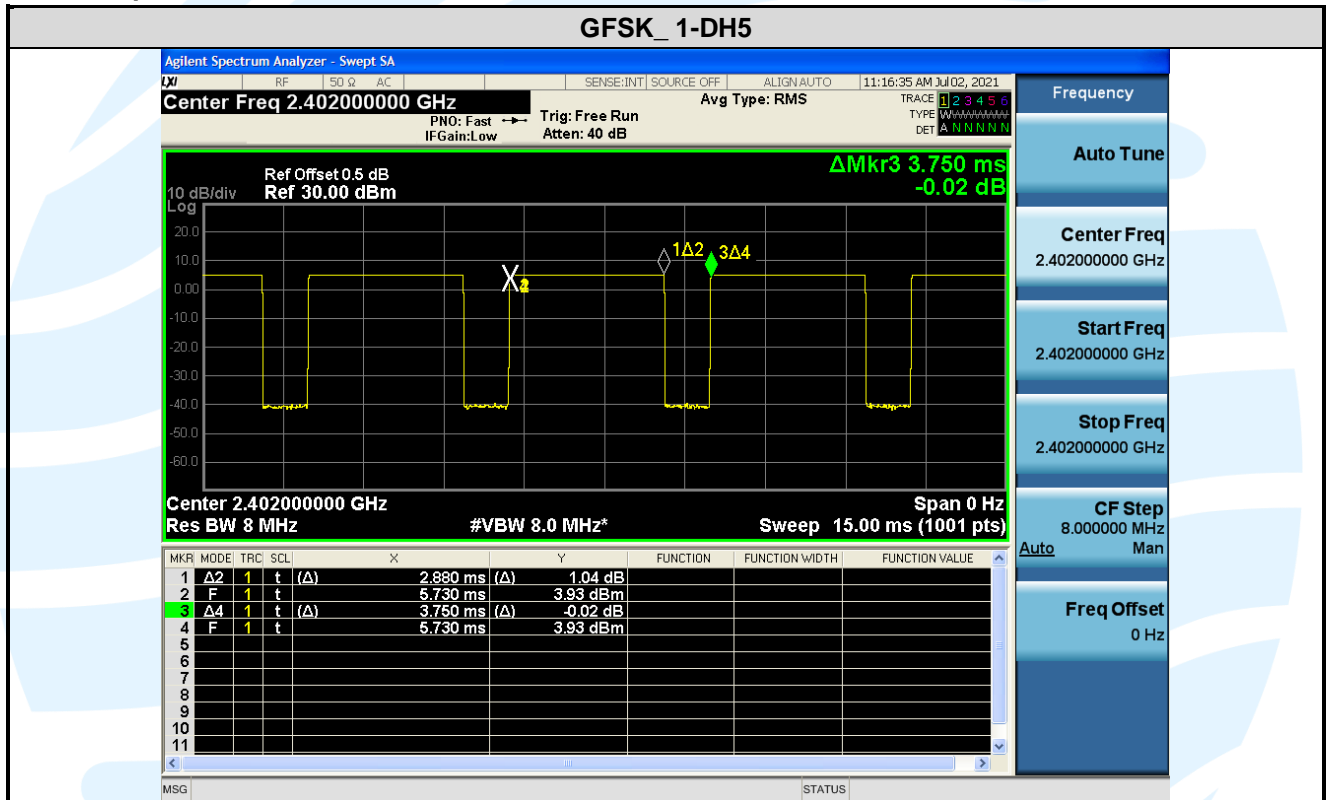 GFSK_ 1-DH5
Agilent Spectrum Analyzer - Swept SA
LXI RF 50 Ω AC SENSE:INT SOURCE OFF ALIGN AUTO 11:16:35 AM Jul 02, 2021
Center Freq 2.402000000 GHz
PNO: Fast
IFGain:Low
Trig: Free Run
Atten: 40 dB
Avg Type: RMS
TRACE 1 2 3 4 5 6
TYPE WWWWWW
DET A N N N N N
ΔMkr3 3.750 ms
-0.02 dB
Ref Offset 0.5 dB
10 dB/div Ref 30.00 dBm
Log
20.0
10.0
0.00
-10.0
-20.0
-30.0
-40.0
-50.0
-60.0
1Δ2 3Δ4
X
Center 2.402000000 GHz Span 0 Hz
Res BW 8 MHz #VBW 8.0 MHz* Sweep 15.00 ms (1001 pts)
MKR MODE TRC SCL X Y FUNCTION FUNCTION WIDTH FUNCTION VALUE
1 Δ2 1 t (Δ) 2.880 ms (Δ) 1.04 dB
2 F 1 t 5.730 ms 3.93 dBm
3 Δ4 1 t (Δ) 3.750 ms (Δ) -0.02 dB
4 F 1 t 5.730 ms 3.93 dBm
5
6
7
8
9
10
11
MSG STATUS
Frequency
Auto Tune
Center Freq
2.402000000 GHz
Start Freq
2.402000000 GHz
Stop Freq
2.402000000 GHz
CF Step
8.000000 MHz
Auto Man
Freq Offset
0 Hz